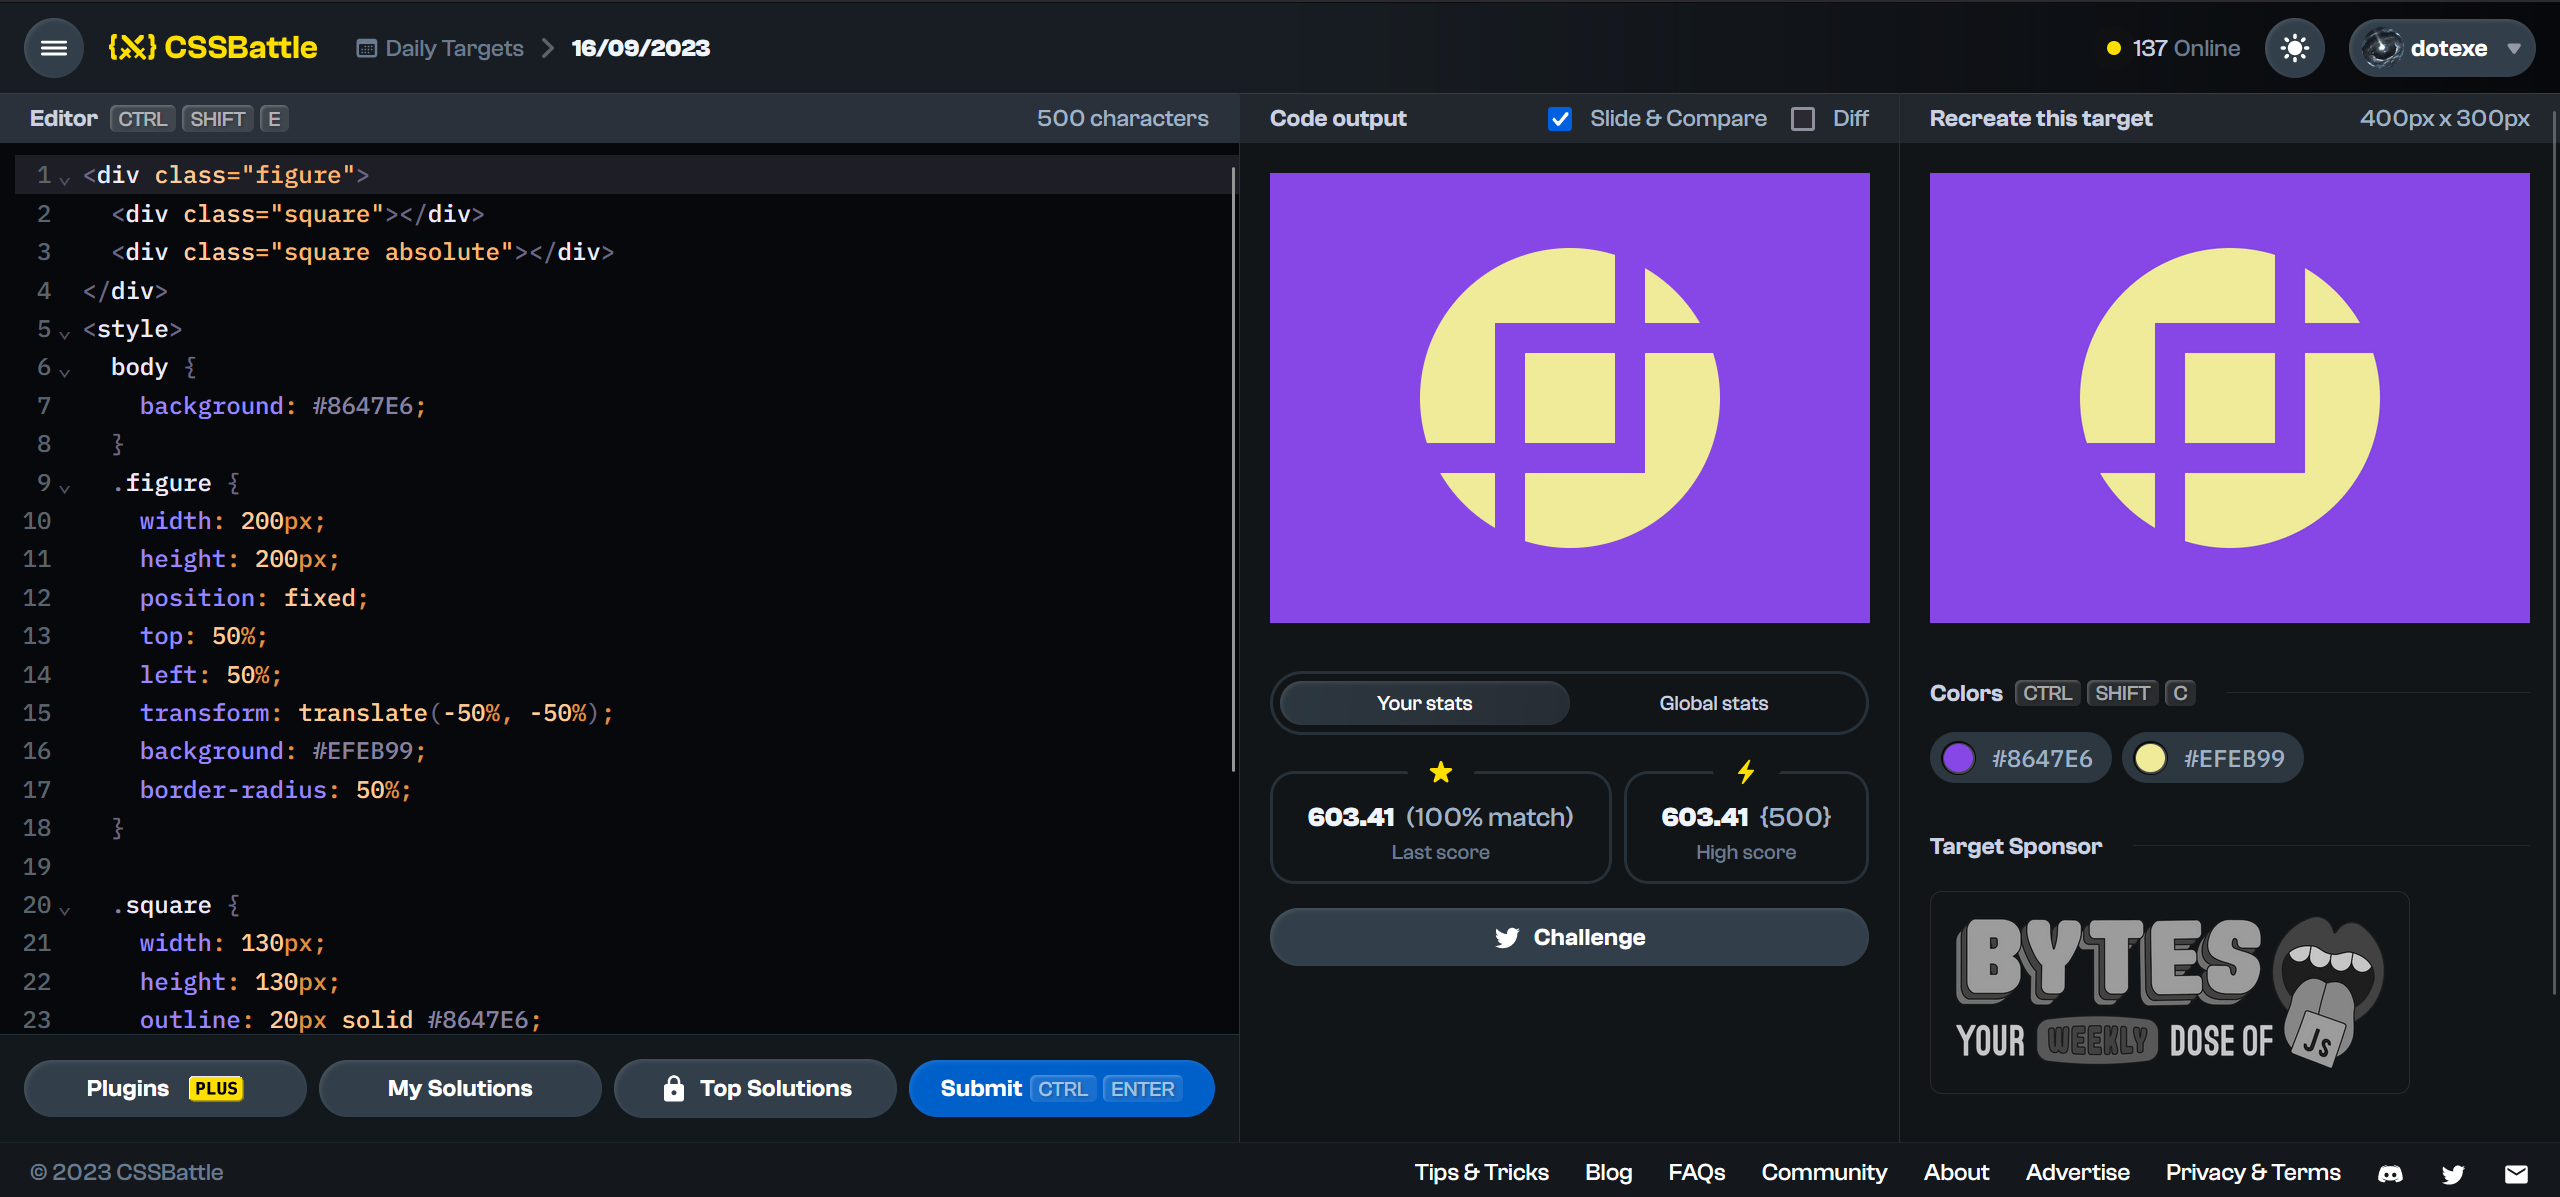 {X} CSSBattle
Daily Targets > 16/09/2023
137 Online
dotexe
Editor CTRL SHIFT E
500 characters
1 <div class="figure">
2 <div class="square"></div>
3 <div class="square absolute"></div>
4 </div>
5 <style>
6 body {
7 background: #8647E6;
8 }
9 .figure {
10 width: 200px;
11 height: 200px;
12 position: fixed;
13 top: 50%;
14 left: 50%;
15 transform: translate(-50%, -50%);
16 background: #EFEB99;
17 border-radius: 50%;
18 }
19
20 .square {
21 width: 130px;
22 height: 130px;
23 outline: 20px solid #8647E6;
Plugins PLUS
My Solutions
Top Solutions
Submit CTRL ENTER
Code output
Slide & Compare
Diff
Your stats
Global stats
603.41 (100% match)
Last score
603.41 {500}
High score
Challenge
Recreate this target
400px x 300px
Colors CTRL SHIFT C
#8647E6
#EFEB99
Target Sponsor
BYTES
YOUR WEEKLY DOSE OF JS
© 2023 CSSBattle
Tips & Tricks
Blog
FAQs
Community
About
Advertise
Privacy & Terms